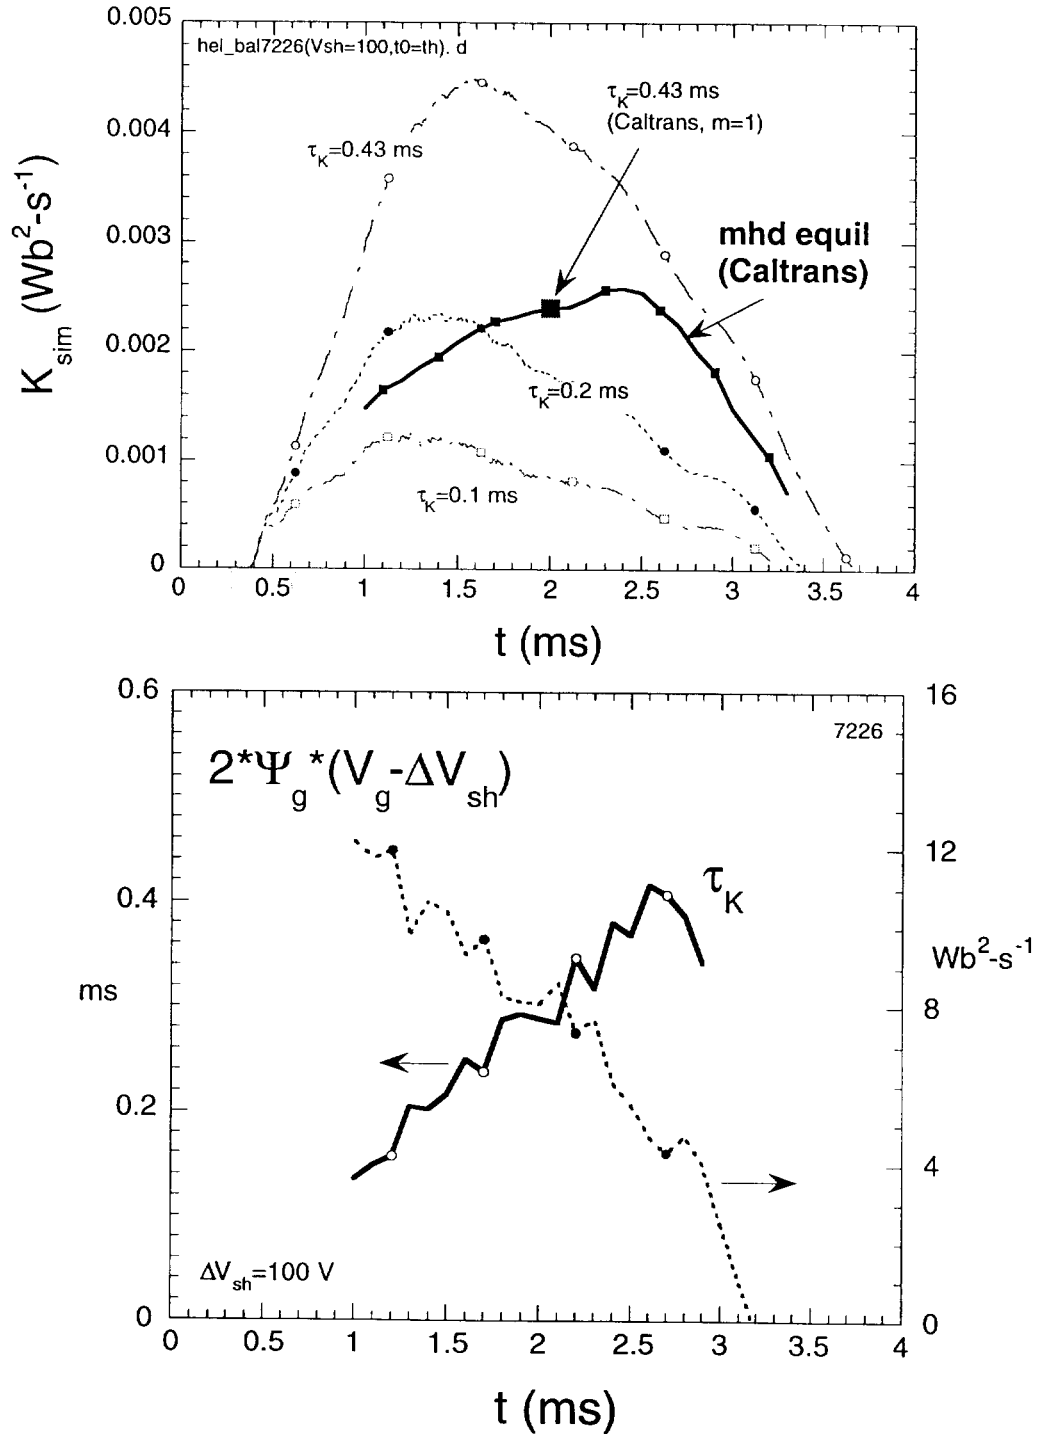 0.005
hel_bal7226(Vsh=100,t0=th). d
τK=0.43 ms
(Caltrans, m=1)
0.004
τK=0.43 ms
mhd equil
(Caltrans)
0.003
Ksim (Wb²-s⁻¹)
0.002
τK=0.2 ms
0.001
τK=0.1 ms
0
0 0.5 1 1.5 2 2.5 3 3.5 4
t (ms)
0.6 16
7226
2*Ψg*(Vg-ΔVsh)
12
τK
0.4
Wb²-s⁻¹
ms
8
0.2
4
ΔVsh=100 V
0 0
0 0.5 1 1.5 2 2.5 3 3.5 4
t (ms)